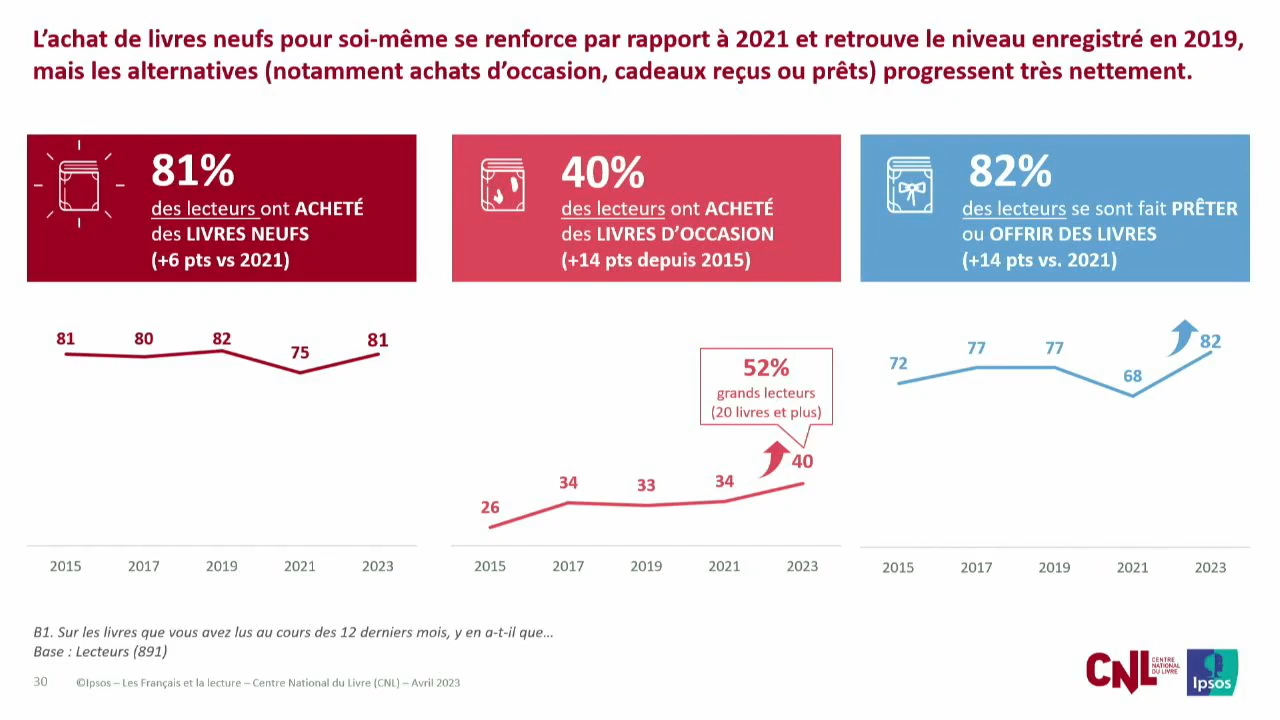 L'achat de livres neufs pour soi-même se renforce par rapport à 2021 et retrouve le niveau enregistré en 2019,
mais les alternatives (notamment achats d'occasion, cadeaux reçus ou prêts) progressent très nettement.
81%
des lecteurs ont ACHETÉ
des LIVRES NEUFS
(+6 pts vs 2021)
40%
des lecteurs ont ACHETÉ
des LIVRES D'OCCASION
(+14 pts depuis 2015)
82%
des lecteurs se sont fait PRÊTER
ou OFFRIR DES LIVRES
(+14 pts vs. 2021)
81 80 82 75 81
2015 2017 2019 2021 2023
52%
grands lecteurs
(20 livres et plus)
26 34 33 34 40
2015 2017 2019 2021 2023
72 77 77 68 82
2015 2017 2019 2021 2023
B1. Sur les livres que vous avez lus au cours des 12 derniers mois, y en a-t-il que…
Base : Lecteurs (891)
30 ©Ipsos – Les Français et la lecture – Centre National du Livre (CNL) – Avril 2023
CNL
CENTRE
NATIONAL
DU LIVRE
Ipsos